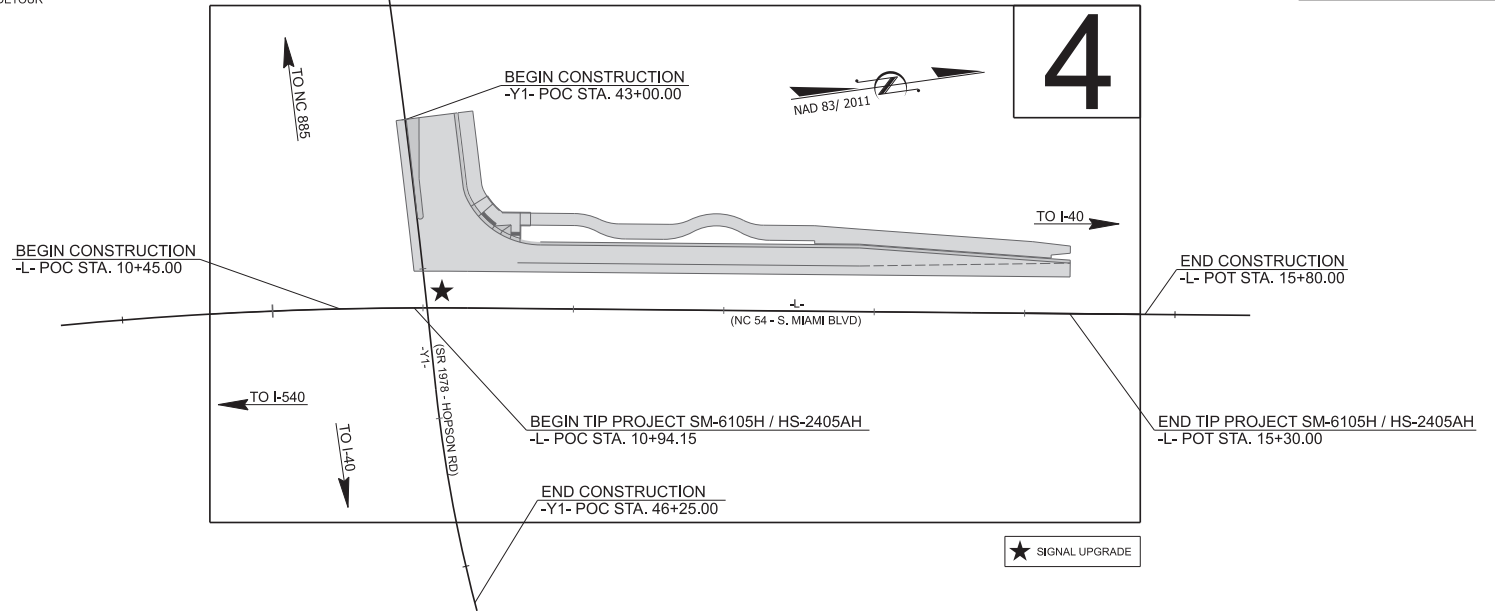 4
TO NC 885
BEGIN CONSTRUCTION
-Y1- POC STA. 43+00.00
NAD 83/ 2011
TO I-40
BEGIN CONSTRUCTION
-L- POC STA. 10+45.00
END CONSTRUCTION
-L- POT STA. 15+80.00
-L-
(NC 54 - S. MIAMI BLVD)
-Y1-
(SR 1978 - HOPSON RD)
TO I-540
TO I-40
BEGIN TIP PROJECT SM-6105H / HS-2405AH
-L- POC STA. 10+94.15
END TIP PROJECT SM-6105H / HS-2405AH
-L- POT STA. 15+30.00
END CONSTRUCTION
-Y1- POC STA. 46+25.00
SIGNAL UPGRADE